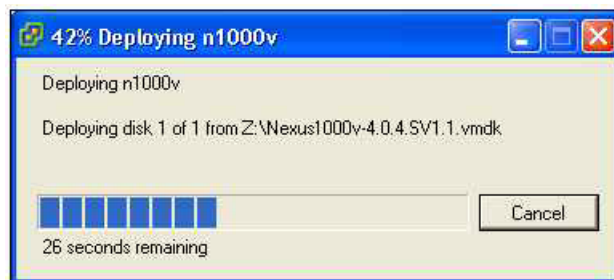 42% Deploying n1000v
Deploying n1000v
Deploying disk 1 of 1 from Z:\Nexus1000v-4.0.4.SV1.1.vmdk
Cancel
26 seconds remaining